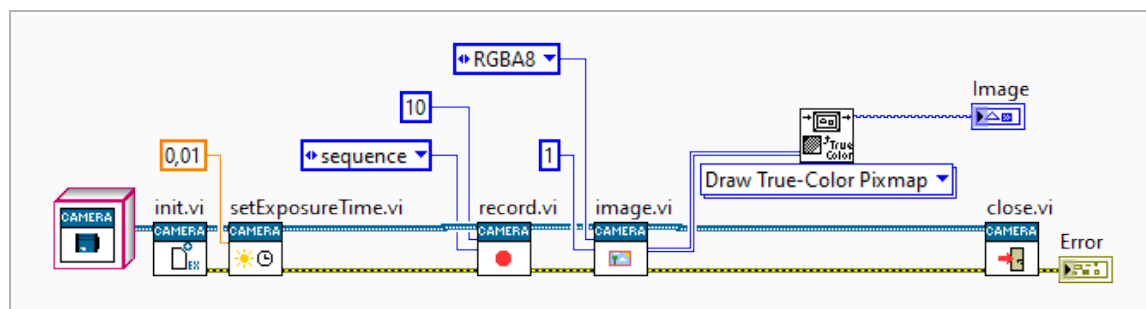 RGBA8
Image
10
True
Color
0,01
sequence
1
Draw True-Color Pixmap
init.vi
setExposureTime.vi
record.vi
image.vi
close.vi
CAMERA
CAMERA
CAMERA
CAMERA
CAMERA
CAMERA
EX
Error